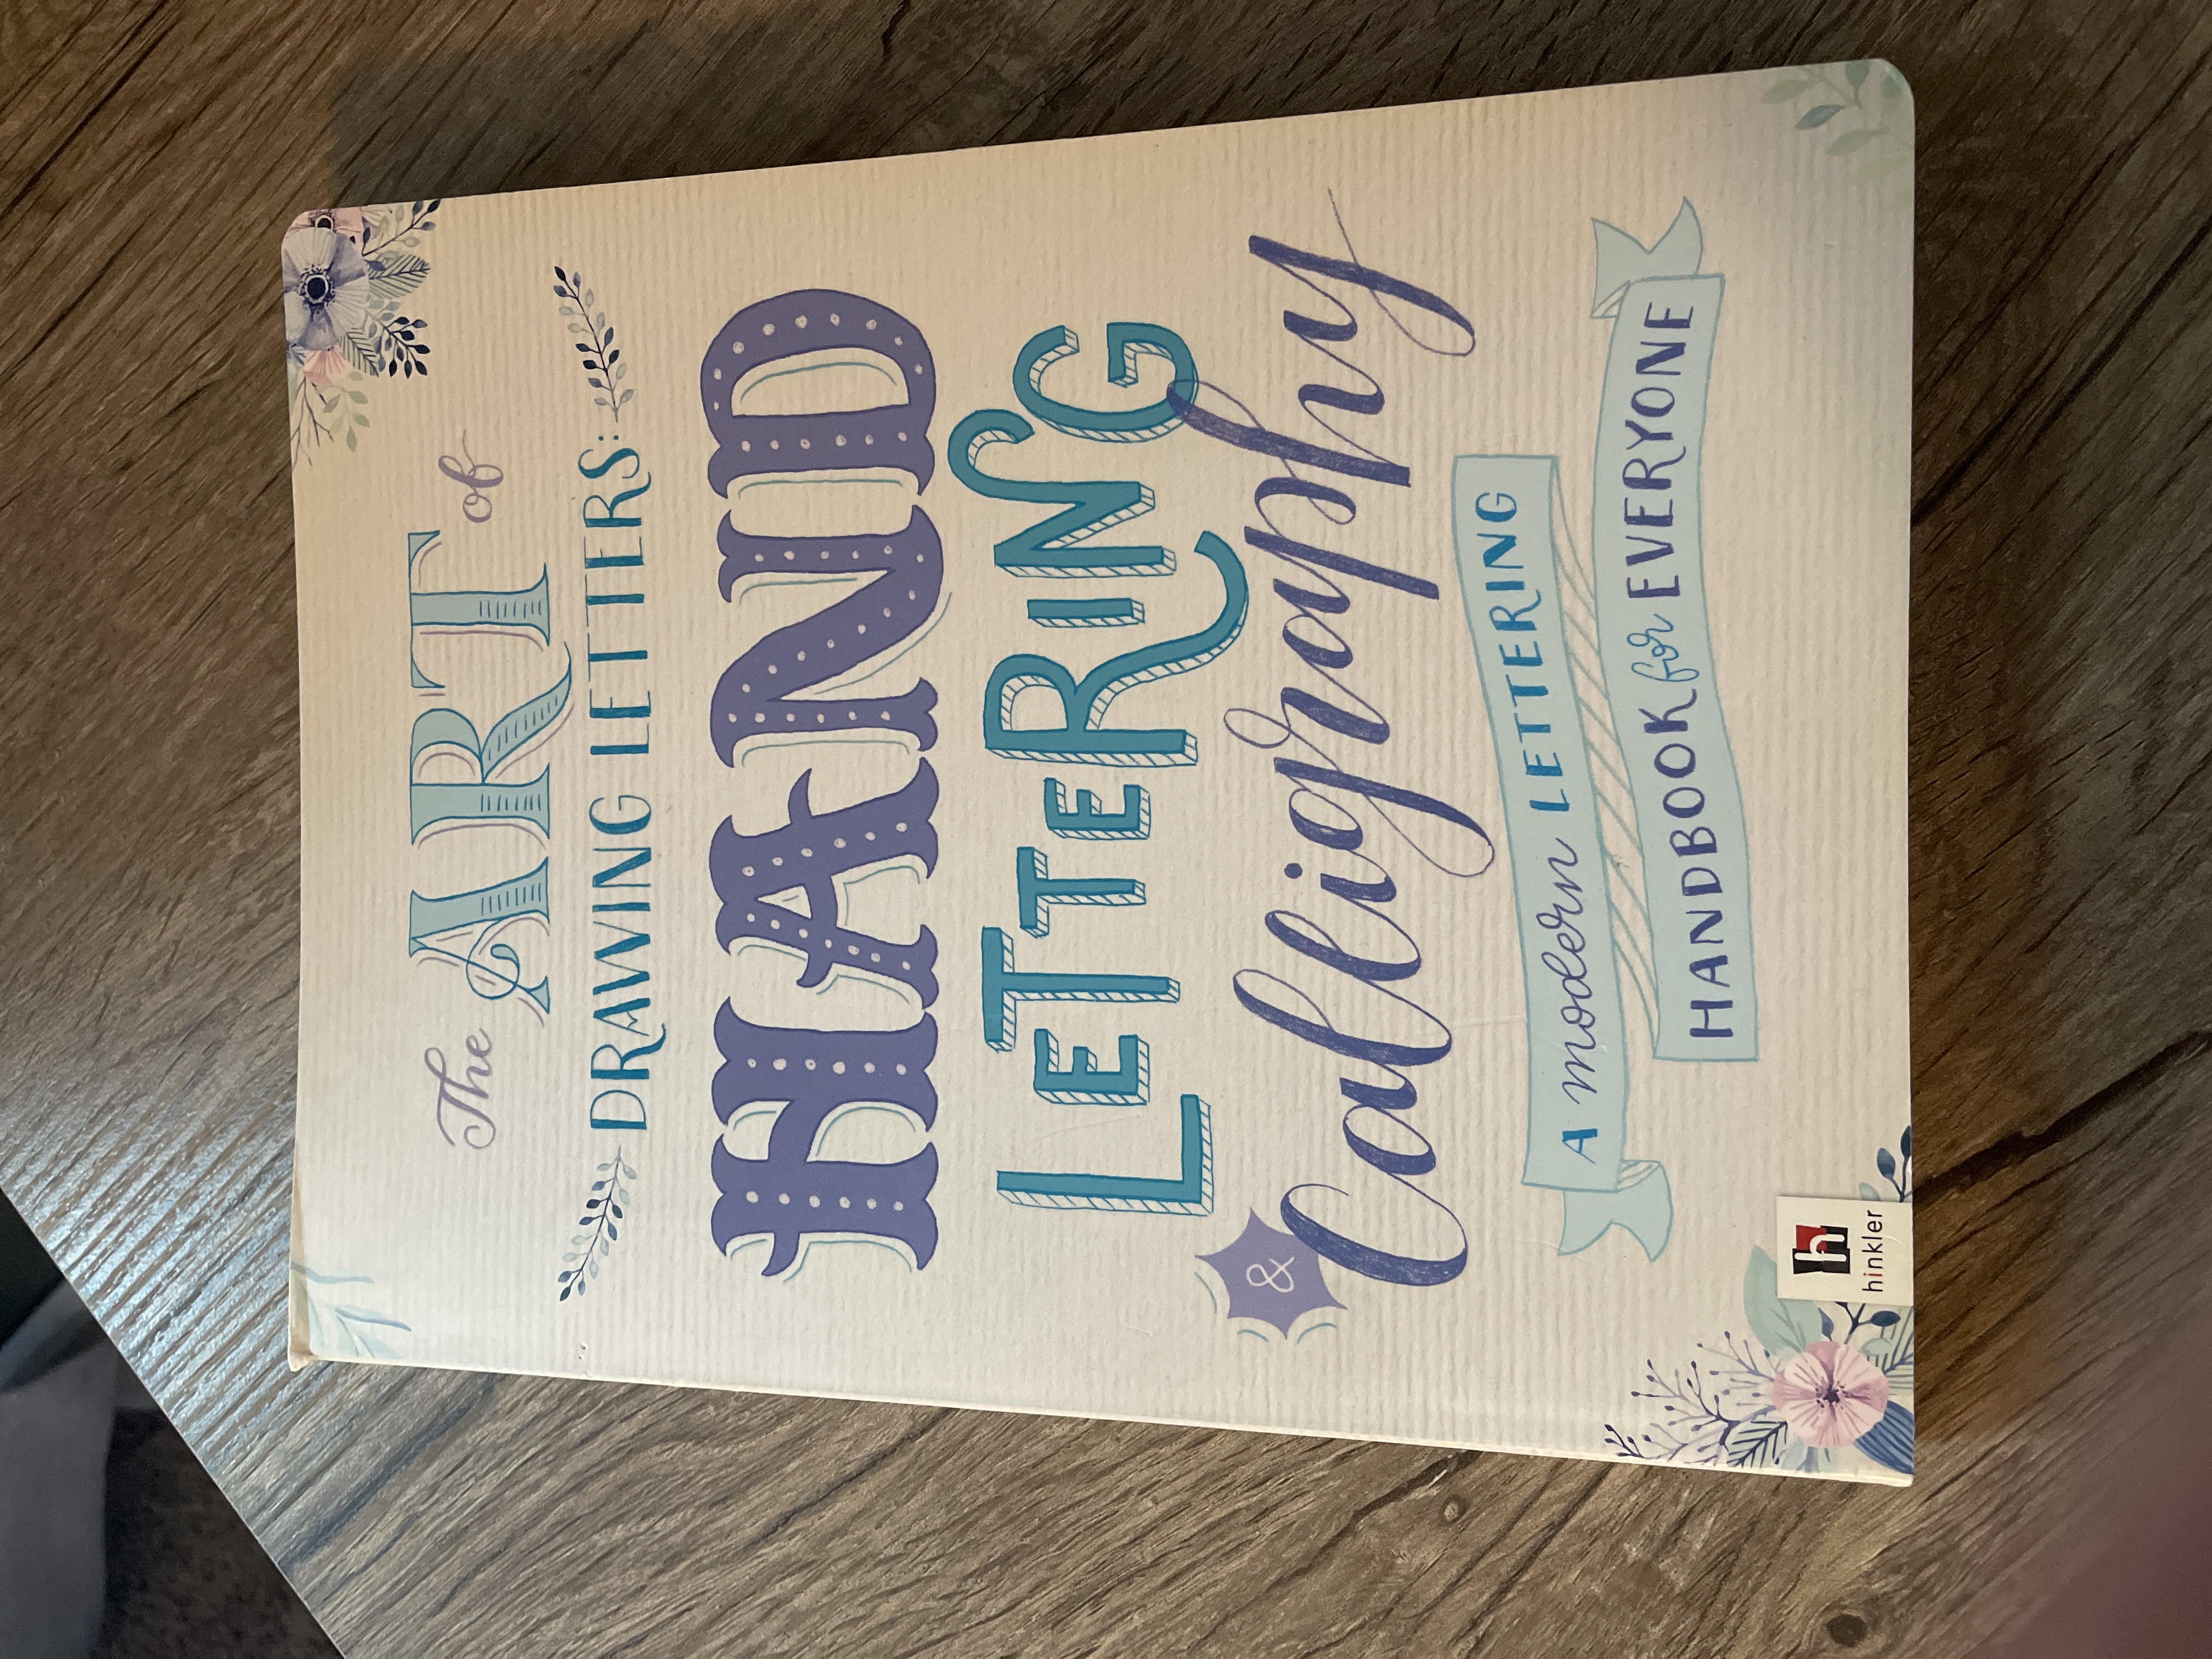 The ART of
DRAWING LETTERS:
HAND
LETTERING
& Calligraphy
A modern LETTERING
HANDBOOK for EVERYONE
h
hinkler